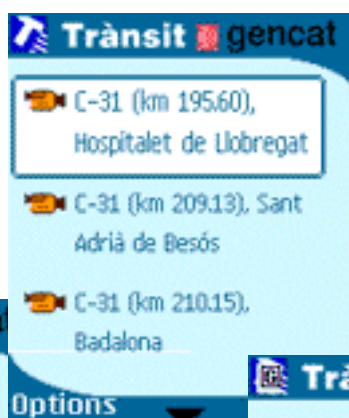 Trànsit gencat
C-31 (km 195.60),
Hospitalet de Llobregat
C-31 (km 209.13), Sant
Adrià de Besós
C-31 (km 210.15),
Badalona
Options